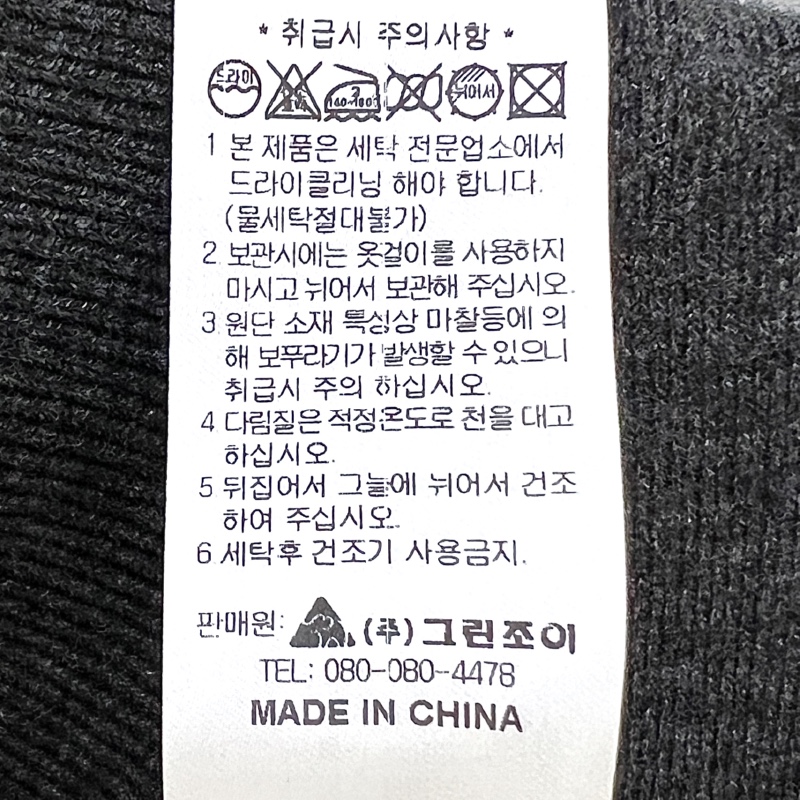 * 취급시 주의사항 *
드라이 140~160℃ 뉘어서
1 본 제품은 세탁 전문업소에서
드라이클리닝 해야 합니다.
(물세탁절대불가)
2 보관시에는 옷걸이를 사용하지
마시고 뉘어서 보관해 주십시오.
3 원단 소재 특성상 마찰등에 의
해 보푸라기가 발생할 수 있으니
취급시 주의 하십시오.
4 다림질은 적정온도로 천을 대고
하십시오.
5 뒤집어서 그늘에 뉘어서 건조
하여 주십시오.
6 세탁후 건조기 사용금지.
판매원: (주)그린조이
TEL: 080-080-4478
MADE IN CHINA